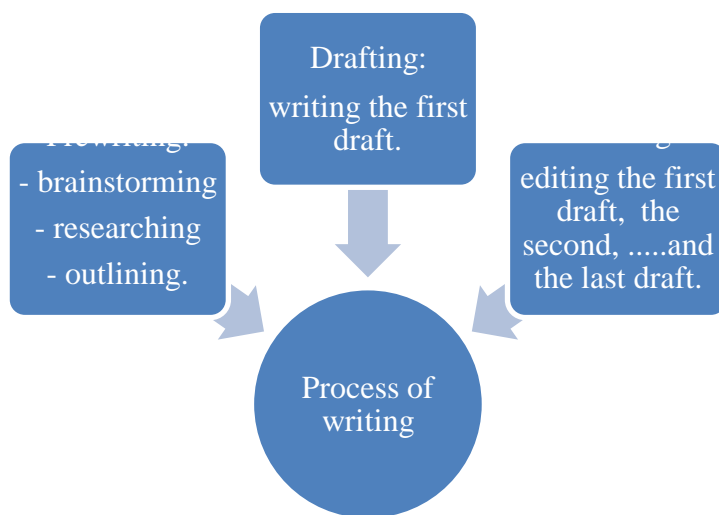 Prewriting:
- brainstorming
- researching
- outlining.
Drafting:
writing the first
draft.
editing the first
draft, the
second, .....and
the last draft.
Process of
writing